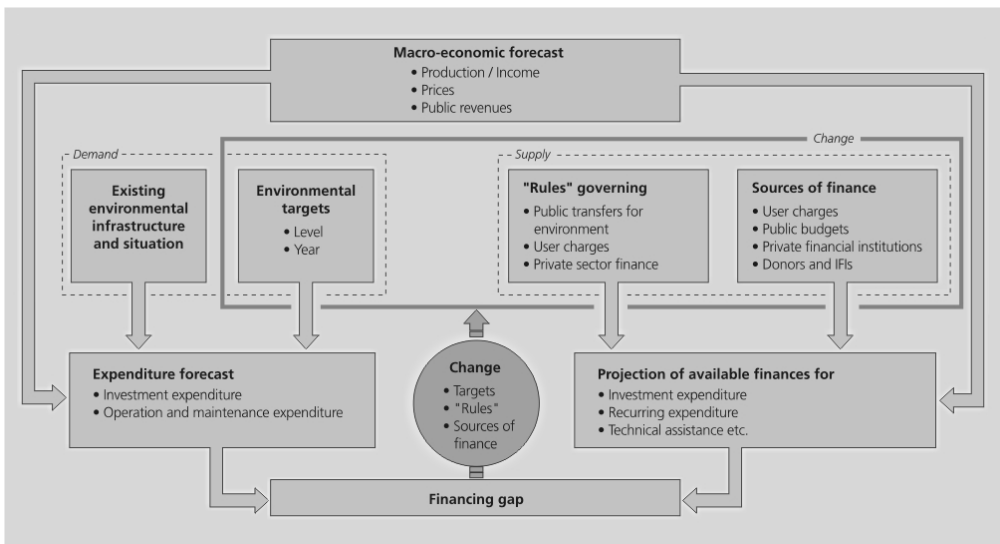 Macro-economic forecast
• Production / Income
• Prices
• Public revenues
Change
Demand
Supply
Existing
environmental
infrastructure
and situation
Environmental
targets
• Level
• Year
"Rules" governing
• Public transfers for
environment
• User charges
• Private sector finance
Sources of finance
• User charges
• Public budgets
• Private financial institutions
• Donors and IFIs
Expenditure forecast
• Investment expenditure
• Operation and maintenance expenditure
Change
• Targets
• "Rules"
• Sources of
finance
Projection of available finances for
• Investment expenditure
• Recurring expenditure
• Technical assistance etc.
Financing gap